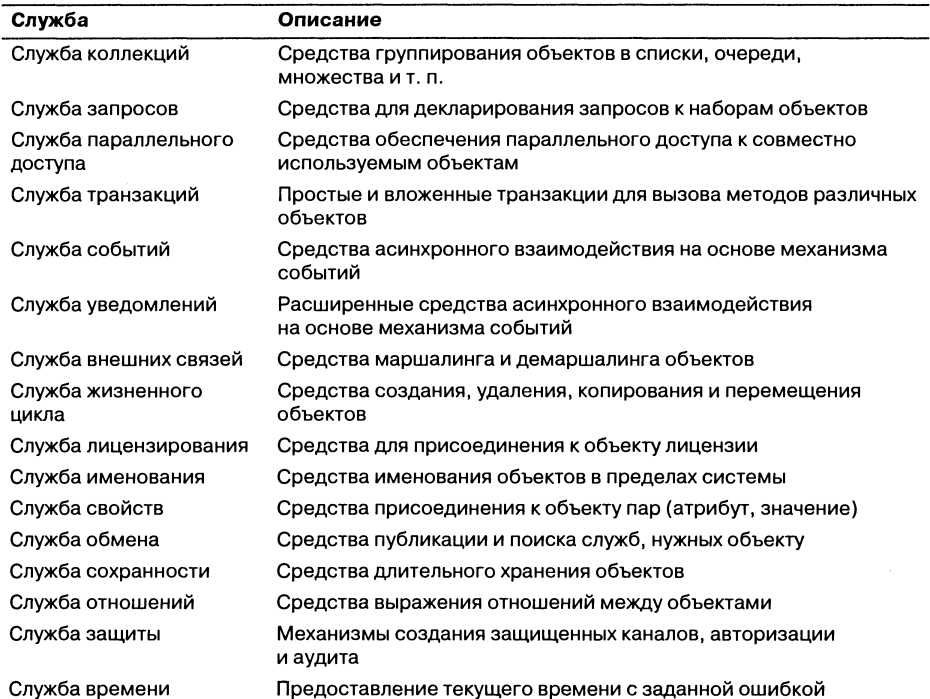 Служба Описание
Служба коллекций Средства группирования объектов в списки, очереди,
множества и т. п.
Служба запросов Средства для декларирования запросов к наборам объектов
Служба параллельного Средства обеспечения параллельного доступа к совместно
доступа используемым объектам
Служба транзакций Простые и вложенные транзакции для вызова методов различных
объектов
Служба событий Средства асинхронного взаимодействия на основе механизма
событий
Служба уведомлений Расширенные средства асинхронного взаимодействия
на основе механизма событий
Служба внешних связей Средства маршалинга и демаршалинга объектов
Служба жизненного Средства создания, удаления, копирования и перемещения
цикла объектов
Служба лицензирования Средства для присоединения к объекту лицензии
Служба именования Средства именования объектов в пределах системы
Служба свойств Средства присоединения к объекту пар (атрибут, значение)
Служба обмена Средства публикации и поиска служб, нужных объекту
Служба сохранности Средства длительного хранения объектов
Служба отношений Средства выражения отношений между объектами
Служба защиты Механизмы создания защищенных каналов, авторизации
и аудита
Служба времени Предоставление текущего времени с заданной ошибкой